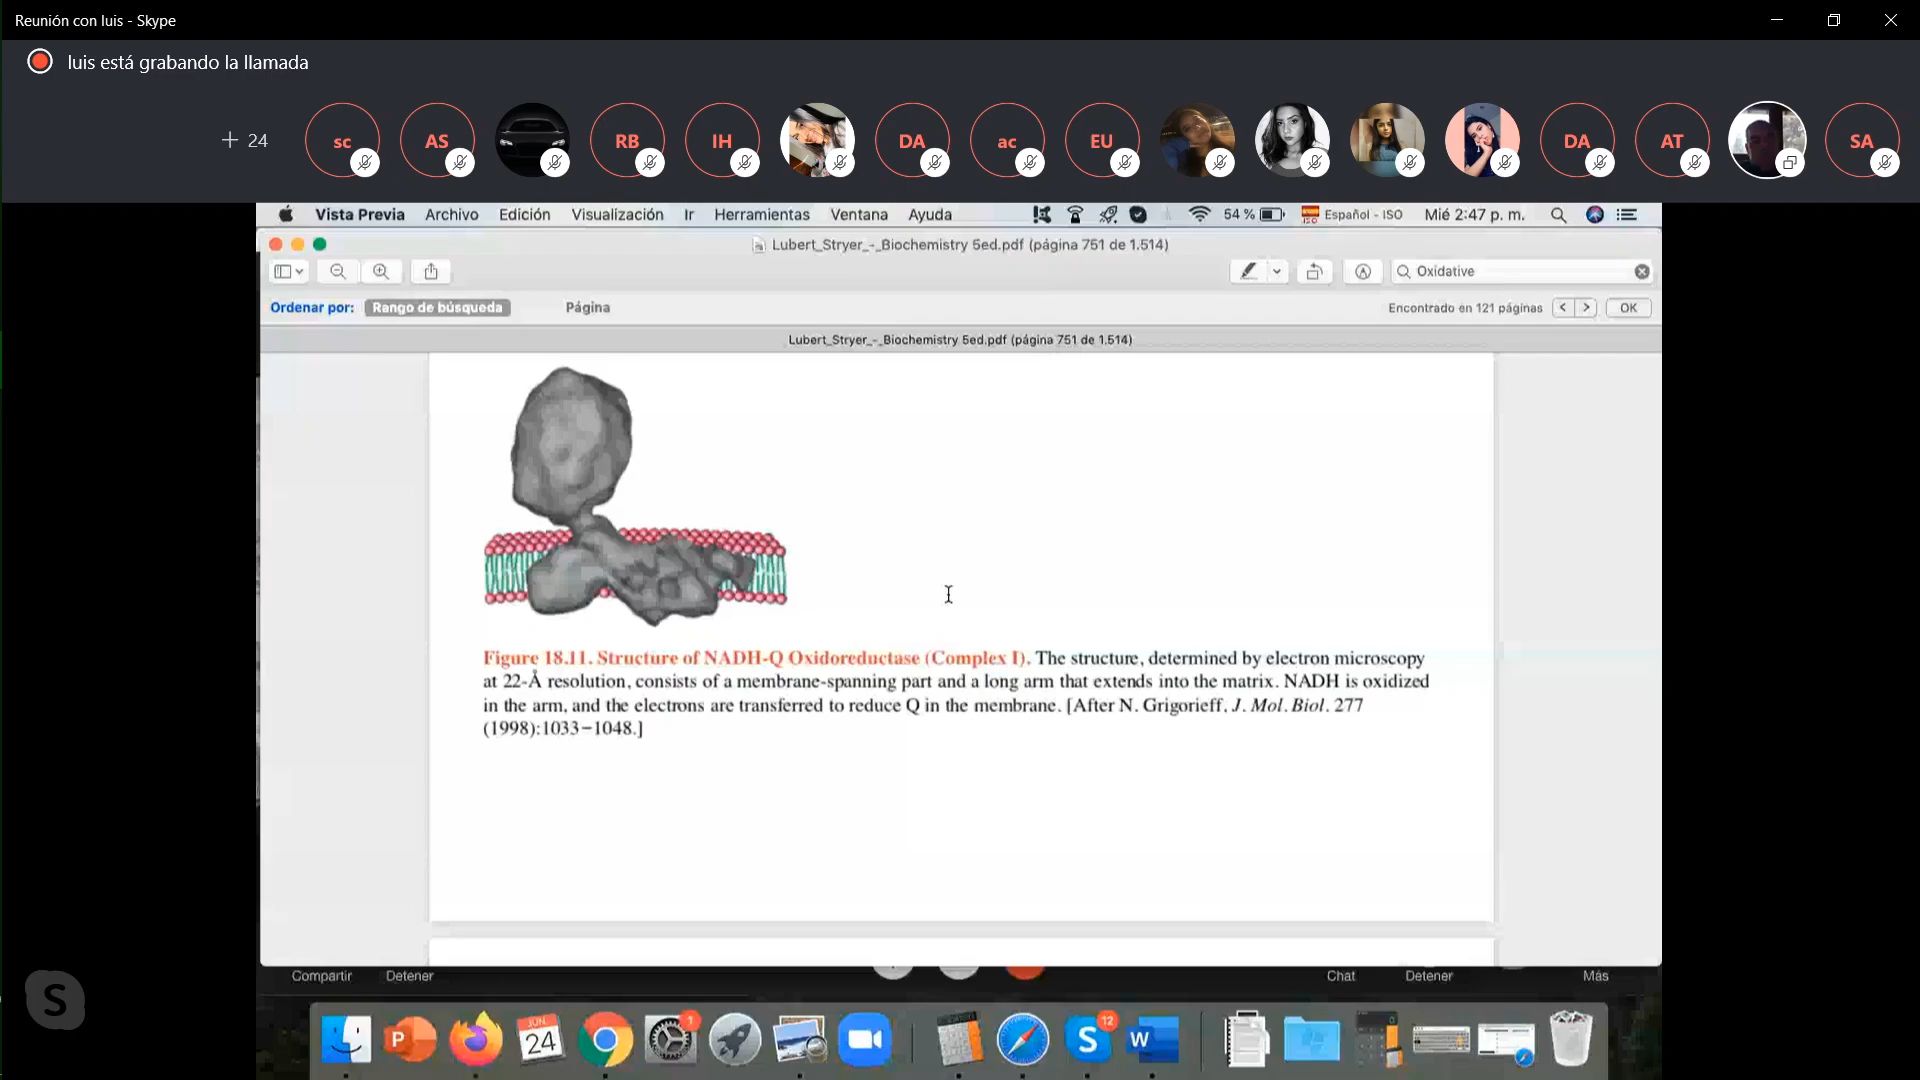 Reunión con luis - Skype
luis está grabando la llamada
+ 24
sc
AS
RB
IH
DA
ac
EU
DA
AT
SA
Vista Previa Archivo Edición Visualización Ir Herramientas Ventana Ayuda 54 % ISO Español - ISO Mié 2:47 p. m.
Lubert_Stryer_-_Biochemistry 5ed.pdf (página 751 de 1.514)
Oxidative
Ordenar por: Rango de búsqueda Página Encontrado en 121 páginas < > OK
Lubert_Stryer_-_Biochemistry 5ed.pdf (página 751 de 1.514)
Figure 18.11. Structure of NADH-Q Oxidoreductase (Complex I). The structure, determined by electron microscopy
at 22-Å resolution, consists of a membrane-spanning part and a long arm that extends into the matrix. NADH is oxidized
in the arm, and the electrons are transferred to reduce Q in the membrane. [After N. Grigorieff, J. Mol. Biol. 277
(1998):1033−1048.]
Compartir Detener Chat Detener Más
S
P
JUN
24
1
S
12
W